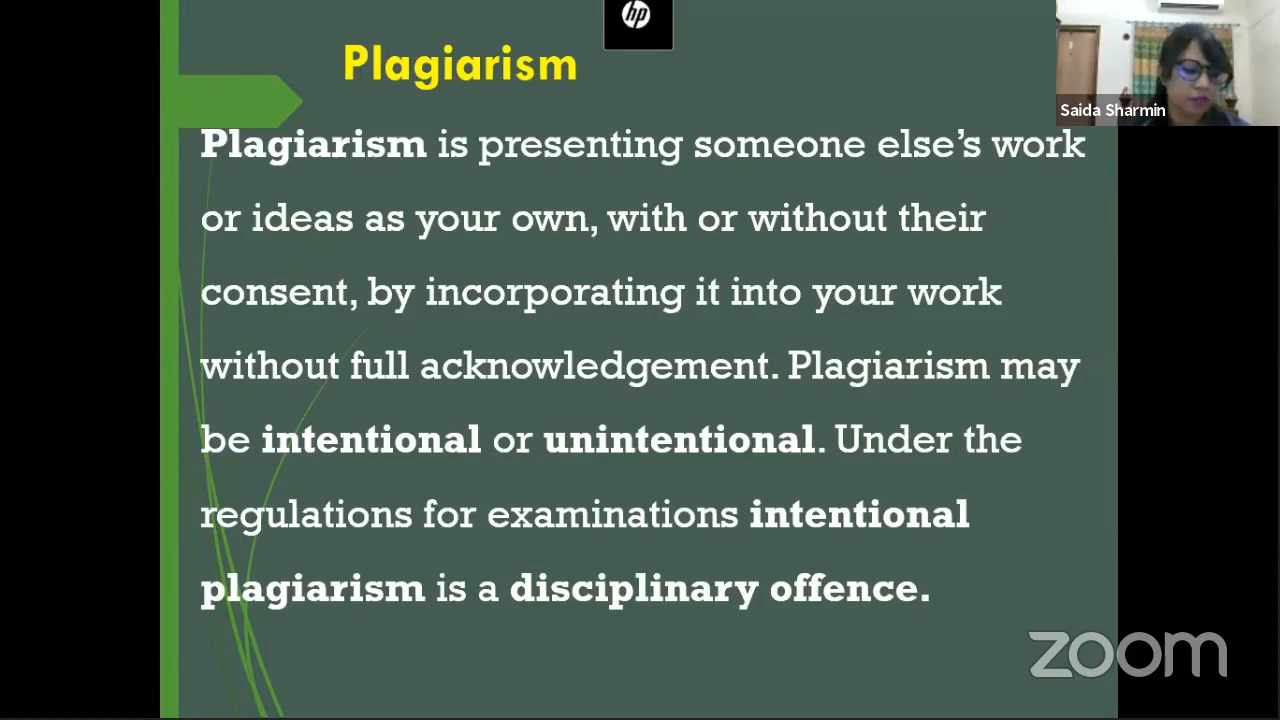 hp
Plagiarism
Saida Sharmin
Plagiarism is presenting someone else’s work
or ideas as your own, with or without their
consent, by incorporating it into your work
without full acknowledgement. Plagiarism may
be intentional or unintentional. Under the
regulations for examinations intentional
plagiarism is a disciplinary offence.
zoom